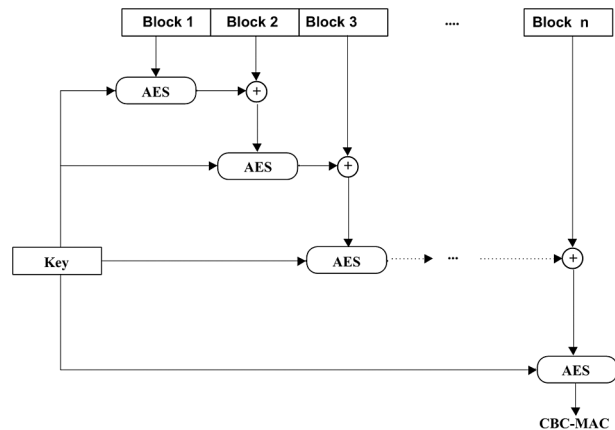 Block 1 Block 2 Block 3 .... Block n
AES +
AES +
Key AES ... +
AES
CBC-MAC